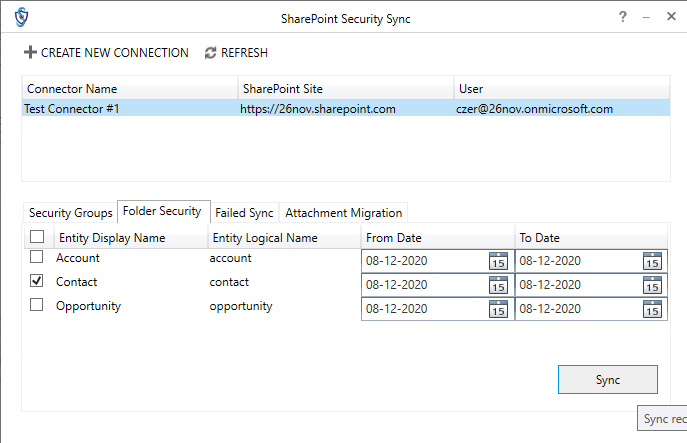 SharePoint Security Sync
? – ✕
CREATE NEW CONNECTION REFRESH
Connector Name SharePoint Site User
Test Connector #1 https://26nov.sharepoint.com czer@26nov.onmicrosoft.com
Security Groups Folder Security Failed Sync Attachment Migration
Entity Display Name Entity Logical Name From Date To Date
Account account 08-12-2020 15 08-12-2020 15
Contact contact 08-12-2020 15 08-12-2020 15
Opportunity opportunity 08-12-2020 15 08-12-2020 15
Sync
Sync rec